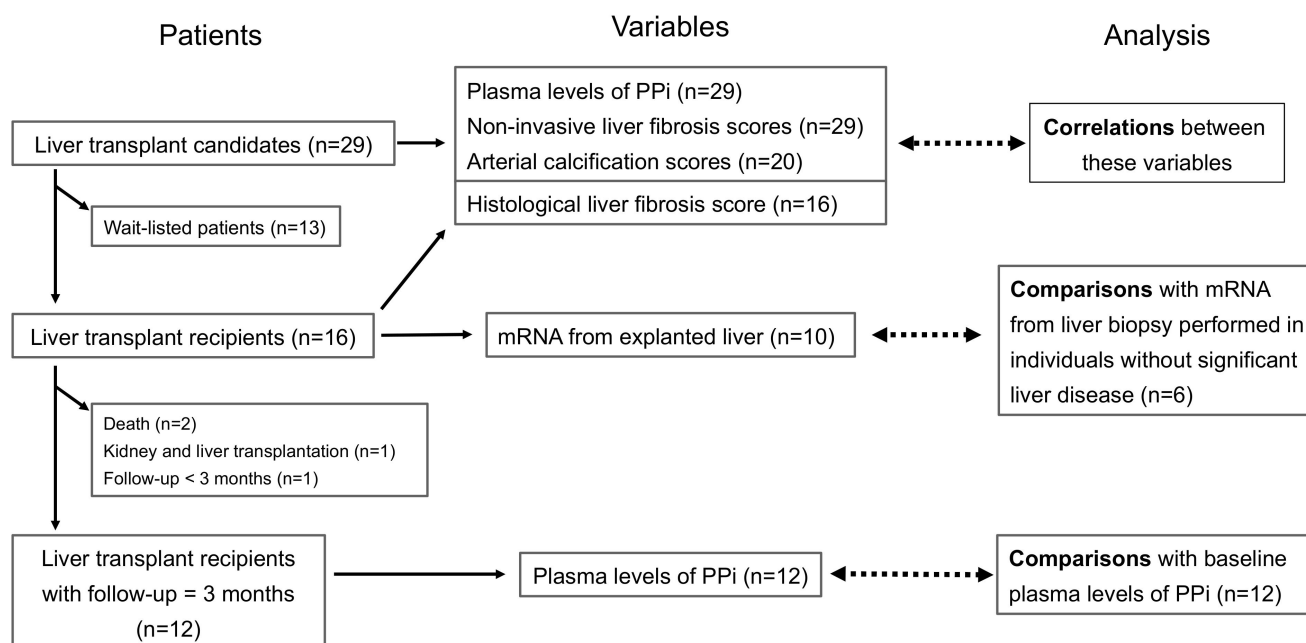 Patients
Variables
Analysis
Plasma levels of PPi (n=29)
Non-invasive liver fibrosis scores (n=29)
Arterial calcification scores (n=20)
Histological liver fibrosis score (n=16)
Liver transplant candidates (n=29)
Correlations between
these variables
Wait-listed patients (n=13)
Liver transplant recipients (n=16)
mRNA from explanted liver (n=10)
Comparisons with mRNA
from liver biopsy performed in
individuals without significant
liver disease (n=6)
Death (n=2)
Kidney and liver transplantation (n=1)
Follow-up < 3 months (n=1)
Liver transplant recipients
with follow-up = 3 months
(n=12)
Plasma levels of PPi (n=12)
Comparisons with baseline
plasma levels of PPi (n=12)